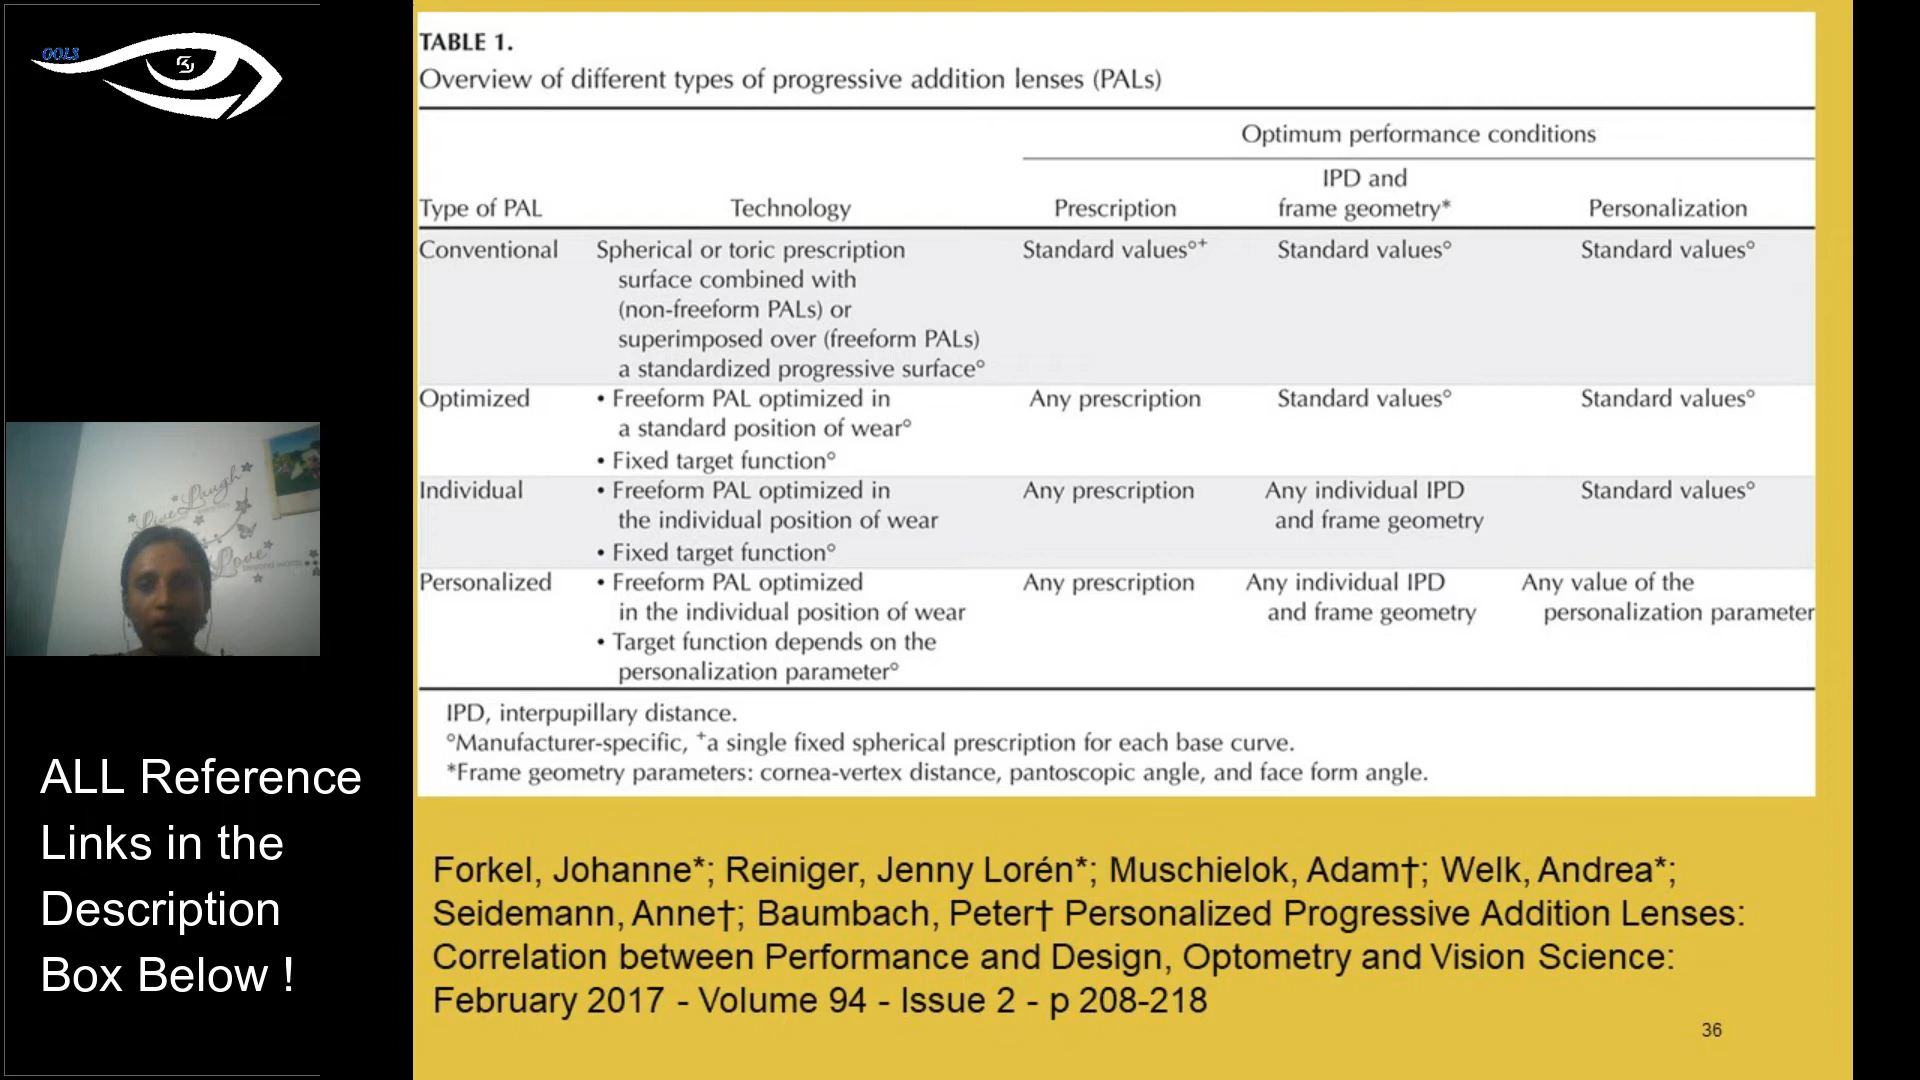 OOLS
TABLE 1.
Overview of different types of progressive addition lenses (PALs)
Optimum performance conditions
IPD and
Type of PAL Technology Prescription frame geometry* Personalization
Conventional Spherical or toric prescription Standard values°⁺ Standard values° Standard values°
surface combined with
(non-freeform PALs) or
superimposed over (freeform PALs)
a standardized progressive surface°
Optimized • Freeform PAL optimized in Any prescription Standard values° Standard values°
a standard position of wear°
• Fixed target function°
Individual • Freeform PAL optimized in Any prescription Any individual IPD Standard values°
the individual position of wear and frame geometry
• Fixed target function°
Personalized • Freeform PAL optimized Any prescription Any individual IPD Any value of the
in the individual position of wear and frame geometry personalization parameter
• Target function depends on the
personalization parameter°
IPD, interpupillary distance.
°Manufacturer-specific, ⁺a single fixed spherical prescription for each base curve.
*Frame geometry parameters: cornea-vertex distance, pantoscopic angle, and face form angle.
Live Laugh
Love
beyond words
ALL Reference
Links in the
Description
Box Below !
Forkel, Johanne*; Reiniger, Jenny Lorén*; Muschielok, Adam†; Welk, Andrea*;
Seidemann, Anne†; Baumbach, Peter† Personalized Progressive Addition Lenses:
Correlation between Performance and Design, Optometry and Vision Science:
February 2017 - Volume 94 - Issue 2 - p 208-218
36